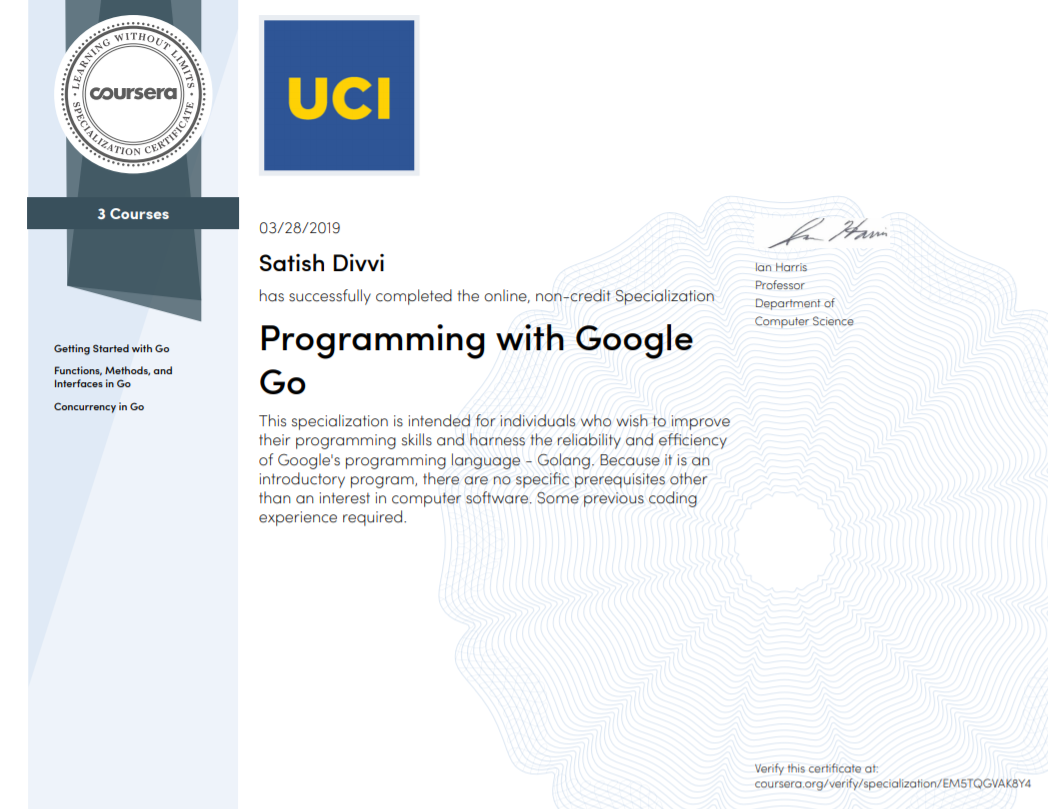 LEARNING WITHOUT LIMITS
coursera
SPECIALIZATION CERTIFICATE
3 Courses
Getting Started with Go
Functions, Methods, and
Interfaces in Go
Concurrency in Go
UCI
03/28/2019
Satish Divvi
has successfully completed the online, non-credit Specialization
Programming with Google
Go
This specialization is intended for individuals who wish to improve
their programming skills and harness the reliability and efficiency
of Google's programming language - Golang. Because it is an
introductory program, there are no specific prerequisites other
than an interest in computer software. Some previous coding
experience required.
Ian Harris
Ian Harris
Professor
Department of
Computer Science
Verify this certificate at:
coursera.org/verify/specialization/EM5TQGVAK8Y4